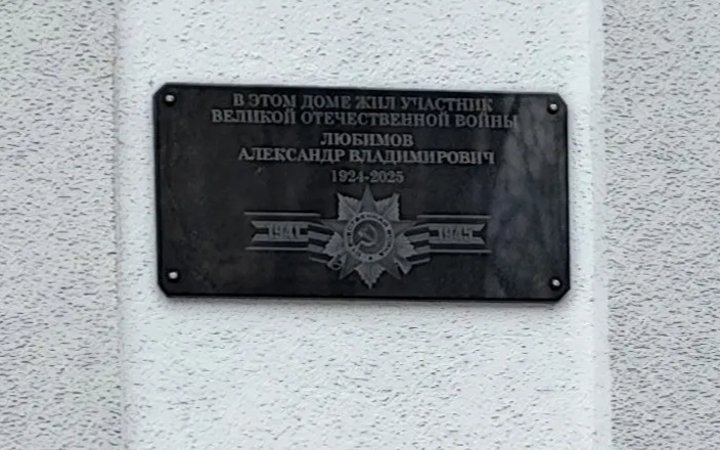 В ЭТОМ ДОМЕ ЖИЛ УЧАСТНИК
ВЕЛИКОЙ ОТЕЧЕСТВЕННОЙ ВОЙНЫ
ЛЮБИМОВ
АЛЕКСАНДР ВЛАДИМИРОВИЧ
1924-2025
1941 1945